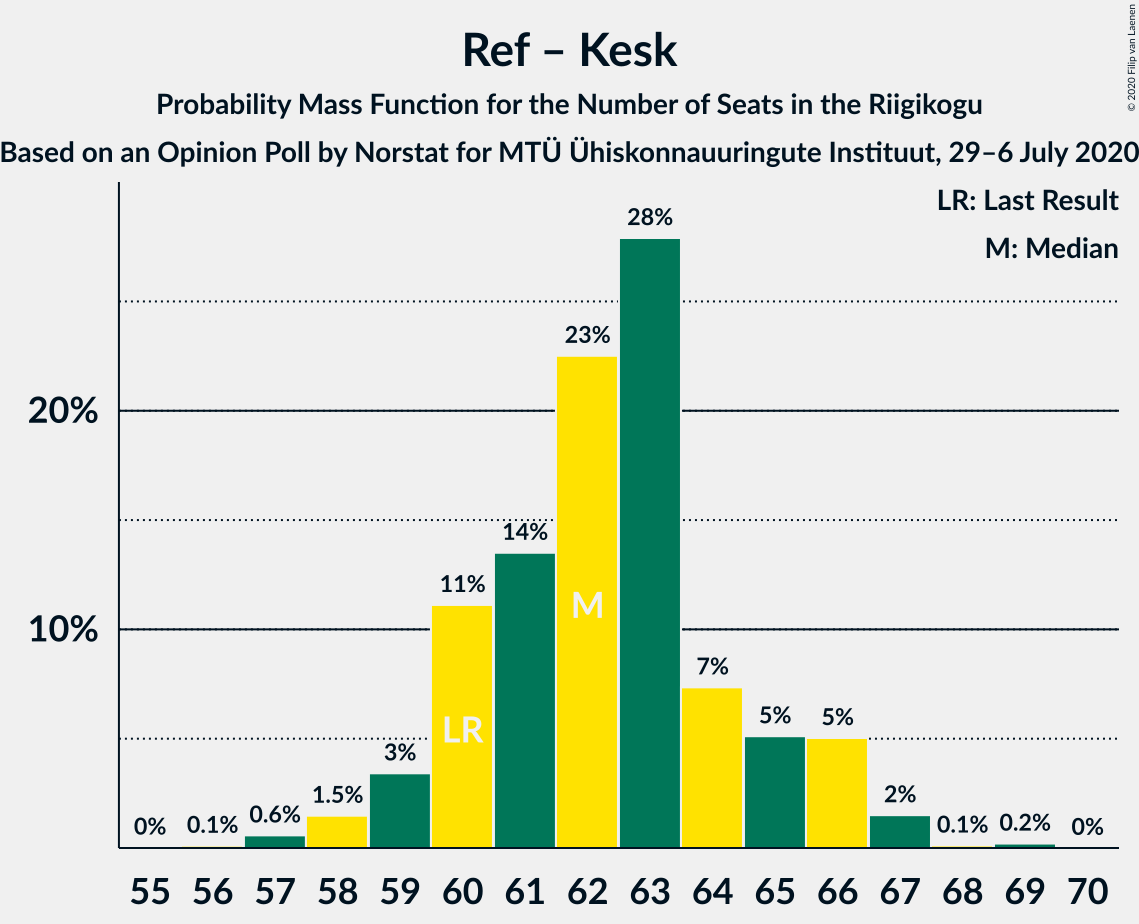 Ref – Kesk
Probability Mass Function for the Number of Seats in the Riigikogu
Based on an Opinion Poll by Norstat for MTÜ Ühiskonnauuringute Instituut, 29–6 July 2020
© 2020 Filip van Laenen
LR: Last Result
M: Median
28%
23%
20%
14%
11%
M
10%
7%
LR
5%
5%
3%
2%
1.5%
0.6%
0%
0.1%
0.1%
0.2%
0%
55 56 57 58 59 60 61 62 63 64 65 66 67 68 69 70